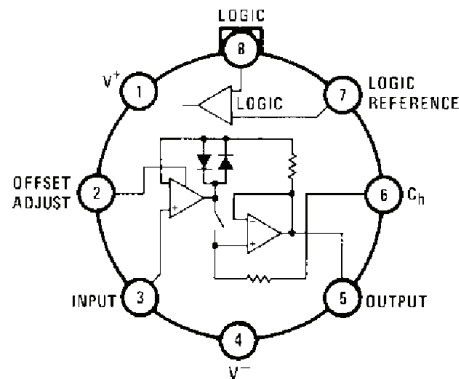 LOGIC
8
V+
1
7
LOGIC
REFERENCE
LOGIC
OFFSET
ADJUST
2
6
Ch
INPUT
3
5
OUTPUT
4
V−